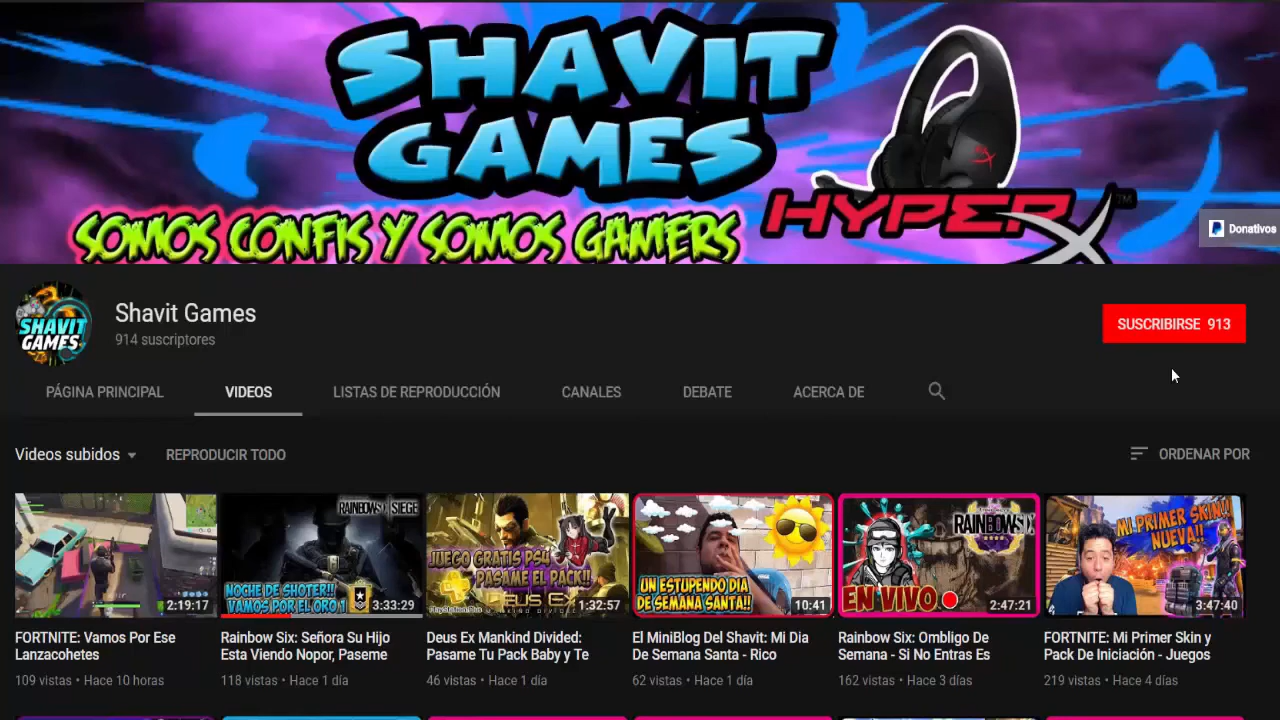 SHAVIT
GAMES
SOMOS CONFIS Y SOMOS GAMERS
HYPERX™
Donativos
SHAVIT
GAMES
Shavit Games
914 suscriptores
SUSCRIBIRSE 913
PÁGINA PRINCIPAL
VIDEOS
LISTAS DE REPRODUCCIÓN
CANALES
DEBATE
ACERCA DE
Videos subidos
REPRODUCIR TODO
ORDENAR POR
2:19:17
RAINBOW SIX SIEGE
NOCHE DE SHOTER!!
VAMOS POR EL ORO 1
3:33:29
JUEGO GRATIS PS4
PASAME EL PACK!!
DEUS EX
1:32:57
UN ESTUPENDO DIA
DE SEMANA SANTA!!
10:41
RAINBOW SIX
EN VIVO
2:47:21
MI PRIMER SKIN!!
NUEVA!!
3:47:40
FORTNITE: Vamos Por Ese
Lanzacohetes
109 vistas • Hace 10 horas
Rainbow Six: Señora Su Hijo
Esta Viendo Nopor, Paseme
118 vistas • Hace 1 día
Deus Ex Mankind Divided:
Pasame Tu Pack Baby y Te
46 vistas • Hace 1 día
El MiniBlog Del Shavit: Mi Dia
De Semana Santa - Rico
62 vistas • Hace 1 día
Rainbow Six: Ombligo De
Semana - Si No Entras Es
162 vistas • Hace 3 días
FORTNITE: Mi Primer Skin y
Pack De Iniciación - Juegos
219 vistas • Hace 4 días